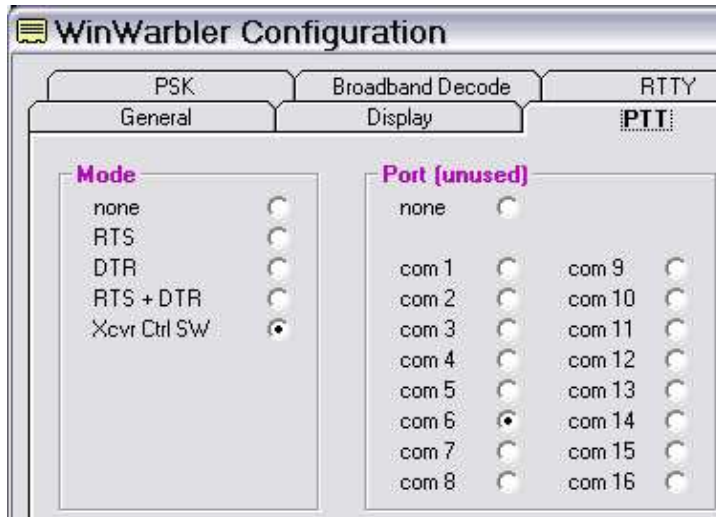 WinWarbler Configuration
PSK
Broadband Decode
RTTY
General
Display
PTT
Mode
none
RTS
DTR
RTS + DTR
Xcvr Ctrl SW
Port (unused)
none
com 1
com 2
com 3
com 4
com 5
com 6
com 7
com 8
com 9
com 10
com 11
com 12
com 13
com 14
com 15
com 16